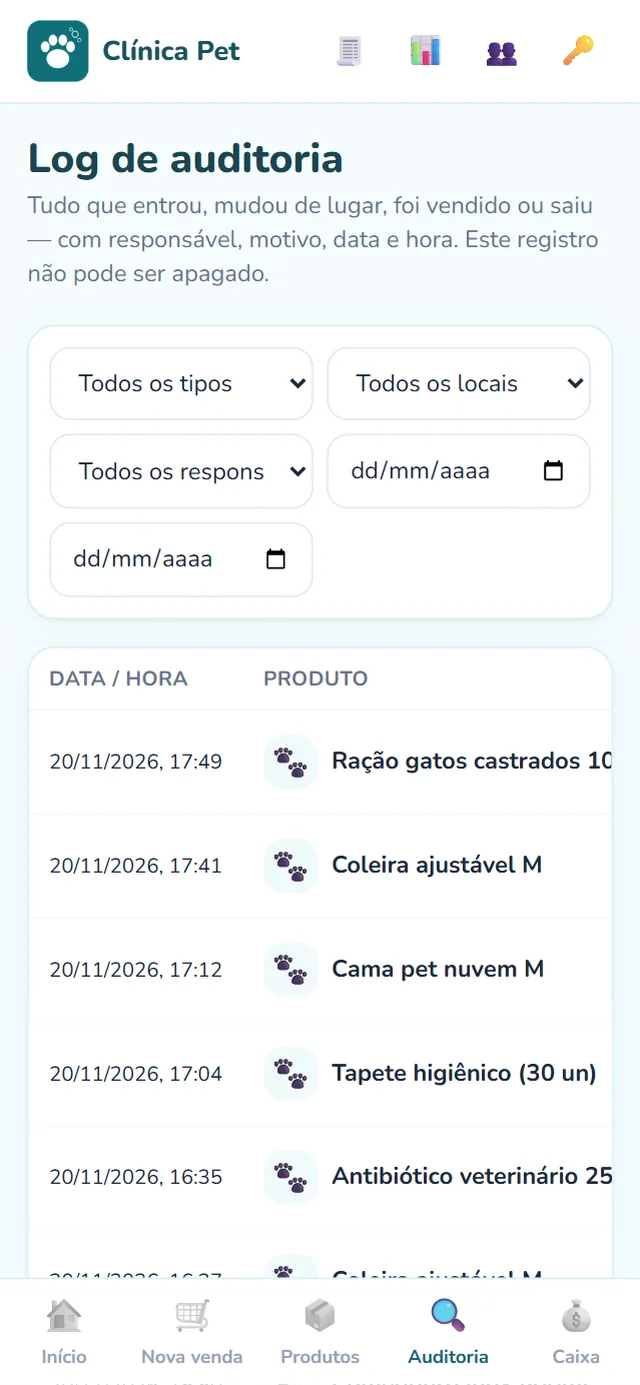 Clínica Pet
Log de auditoria
Tudo que entrou, mudou de lugar, foi vendido ou saiu
— com responsável, motivo, data e hora. Este registro
não pode ser apagado.
Todos os tipos
Todos os locais
Todos os respons
dd/mm/aaaa
dd/mm/aaaa
DATA / HORA PRODUTO
20/11/2026, 17:49 Ração gatos castrados 10
20/11/2026, 17:41 Coleira ajustável M
20/11/2026, 17:12 Cama pet nuvem M
20/11/2026, 17:04 Tapete higiênico (30 un)
20/11/2026, 16:35 Antibiótico veterinário 25
Coleira ajustável M
Início Nova venda Produtos Auditoria Caixa